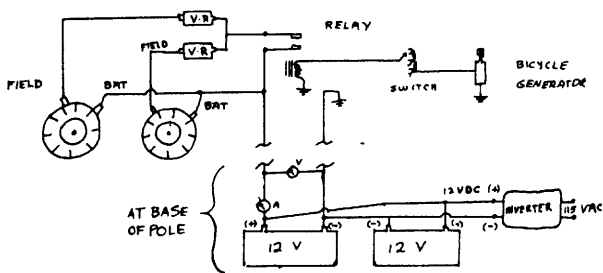 V·R
RELAY
FIELD
V·R
FIELD
BAT
BAT
SWITCH
BICYCLE
GENERATOR
V
AT BASE
OF POLE
A
(+)
(-)
12 V
(-)
(+)
12 V
12 VDC (+)
(-)
INVERTER
115 VAC